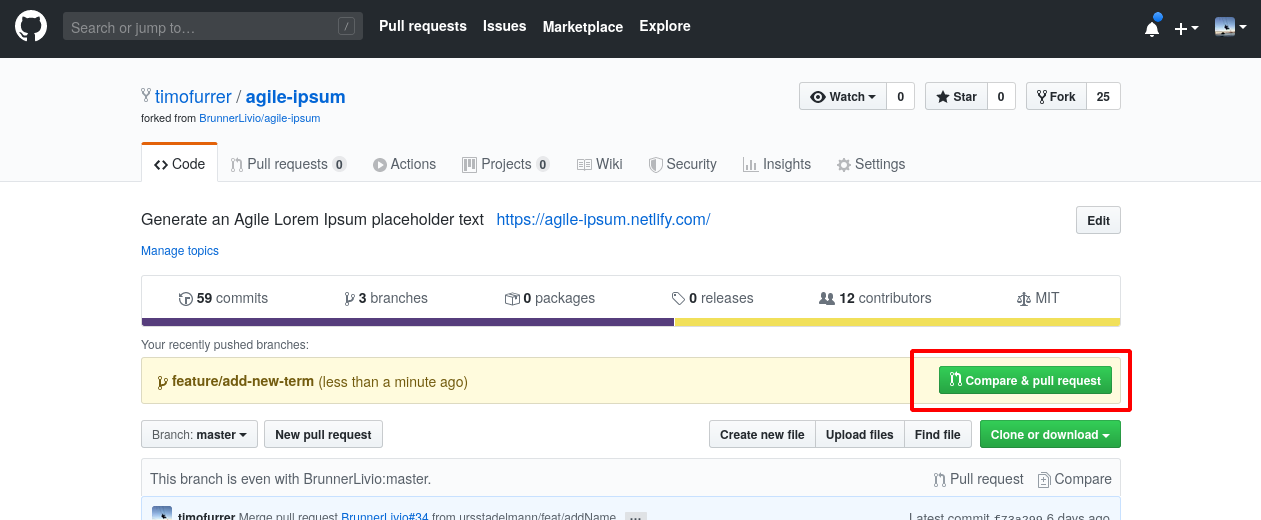 Search or jump to… / Pull requests Issues Marketplace Explore
timofurrer / agile-ipsum Watch 0 Star 0 Fork 25
forked from BrunnerLivio/agile-ipsum
Code Pull requests 0 Actions Projects 0 Wiki Security Insights Settings
Generate an Agile Lorem Ipsum placeholder text https://agile-ipsum.netlify.com/ Edit
Manage topics
59 commits 3 branches 0 packages 0 releases 12 contributors MIT
Your recently pushed branches:
feature/add-new-term (less than a minute ago) Compare & pull request
Branch: master New pull request Create new file Upload files Find file Clone or download
This branch is even with BrunnerLivio:master. Pull request Compare
timofurrer Merge pull request BrunnerLivio#34 from ursstadelmann/feat/addName … Latest commit f73a299 6 days ago